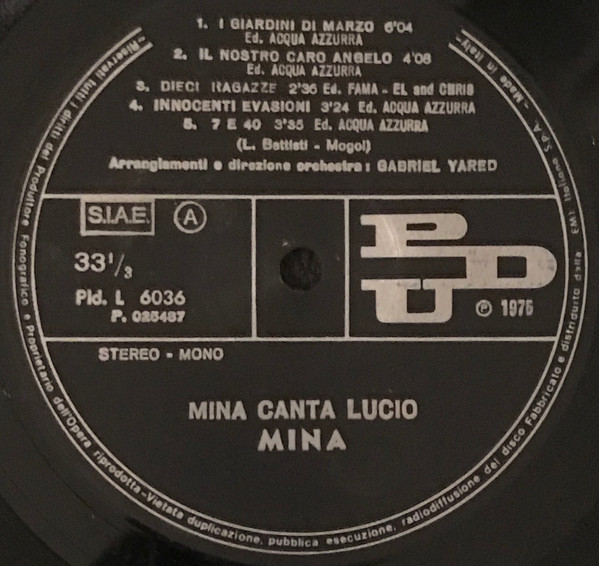 1. I GIARDINI DI MARZO 6'04
Ed. ACQUA AZZURRA
2. IL NOSTRO CARO ANGELO 4'08
Ed. ACQUA AZZURRA
3. DIECI RAGAZZE 2'36 Ed. FAMA - EL and CHRIS
4. INNOCENTI EVASIONI 3'24 Ed. ACQUA AZZURRA
5. 7 E 40 3'35 Ed. ACQUA AZZURRA
(L. Battisti - Mogol)
Arrangiamenti e direzione orchestra: GABRIEL YARED
S.I.A.E. A
33 1/3
Pld. L 6036
P. 025437
PDU
℗ 1975
STEREO - MONO
MINA CANTA LUCIO
MINA
-Riservati tutti i diritti del Produttore Fonografico e Proprietario dell'Opera riprodotta-Vietata duplicazione, pubblica esecuzione, radiodiffusione del disco Fabbricato e distribuito dalla EMI Italiana S.p.A. -Made in Italy-